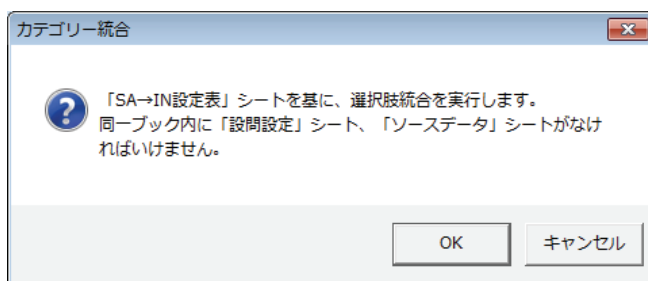 カテゴリー統合
「SA→IN設定表」シートを基に、選択肢統合を実行します。
同一ブック内に「設問設定」シート、「ソースデータ」シートがなけ
ればいけません。
OK
キャンセル